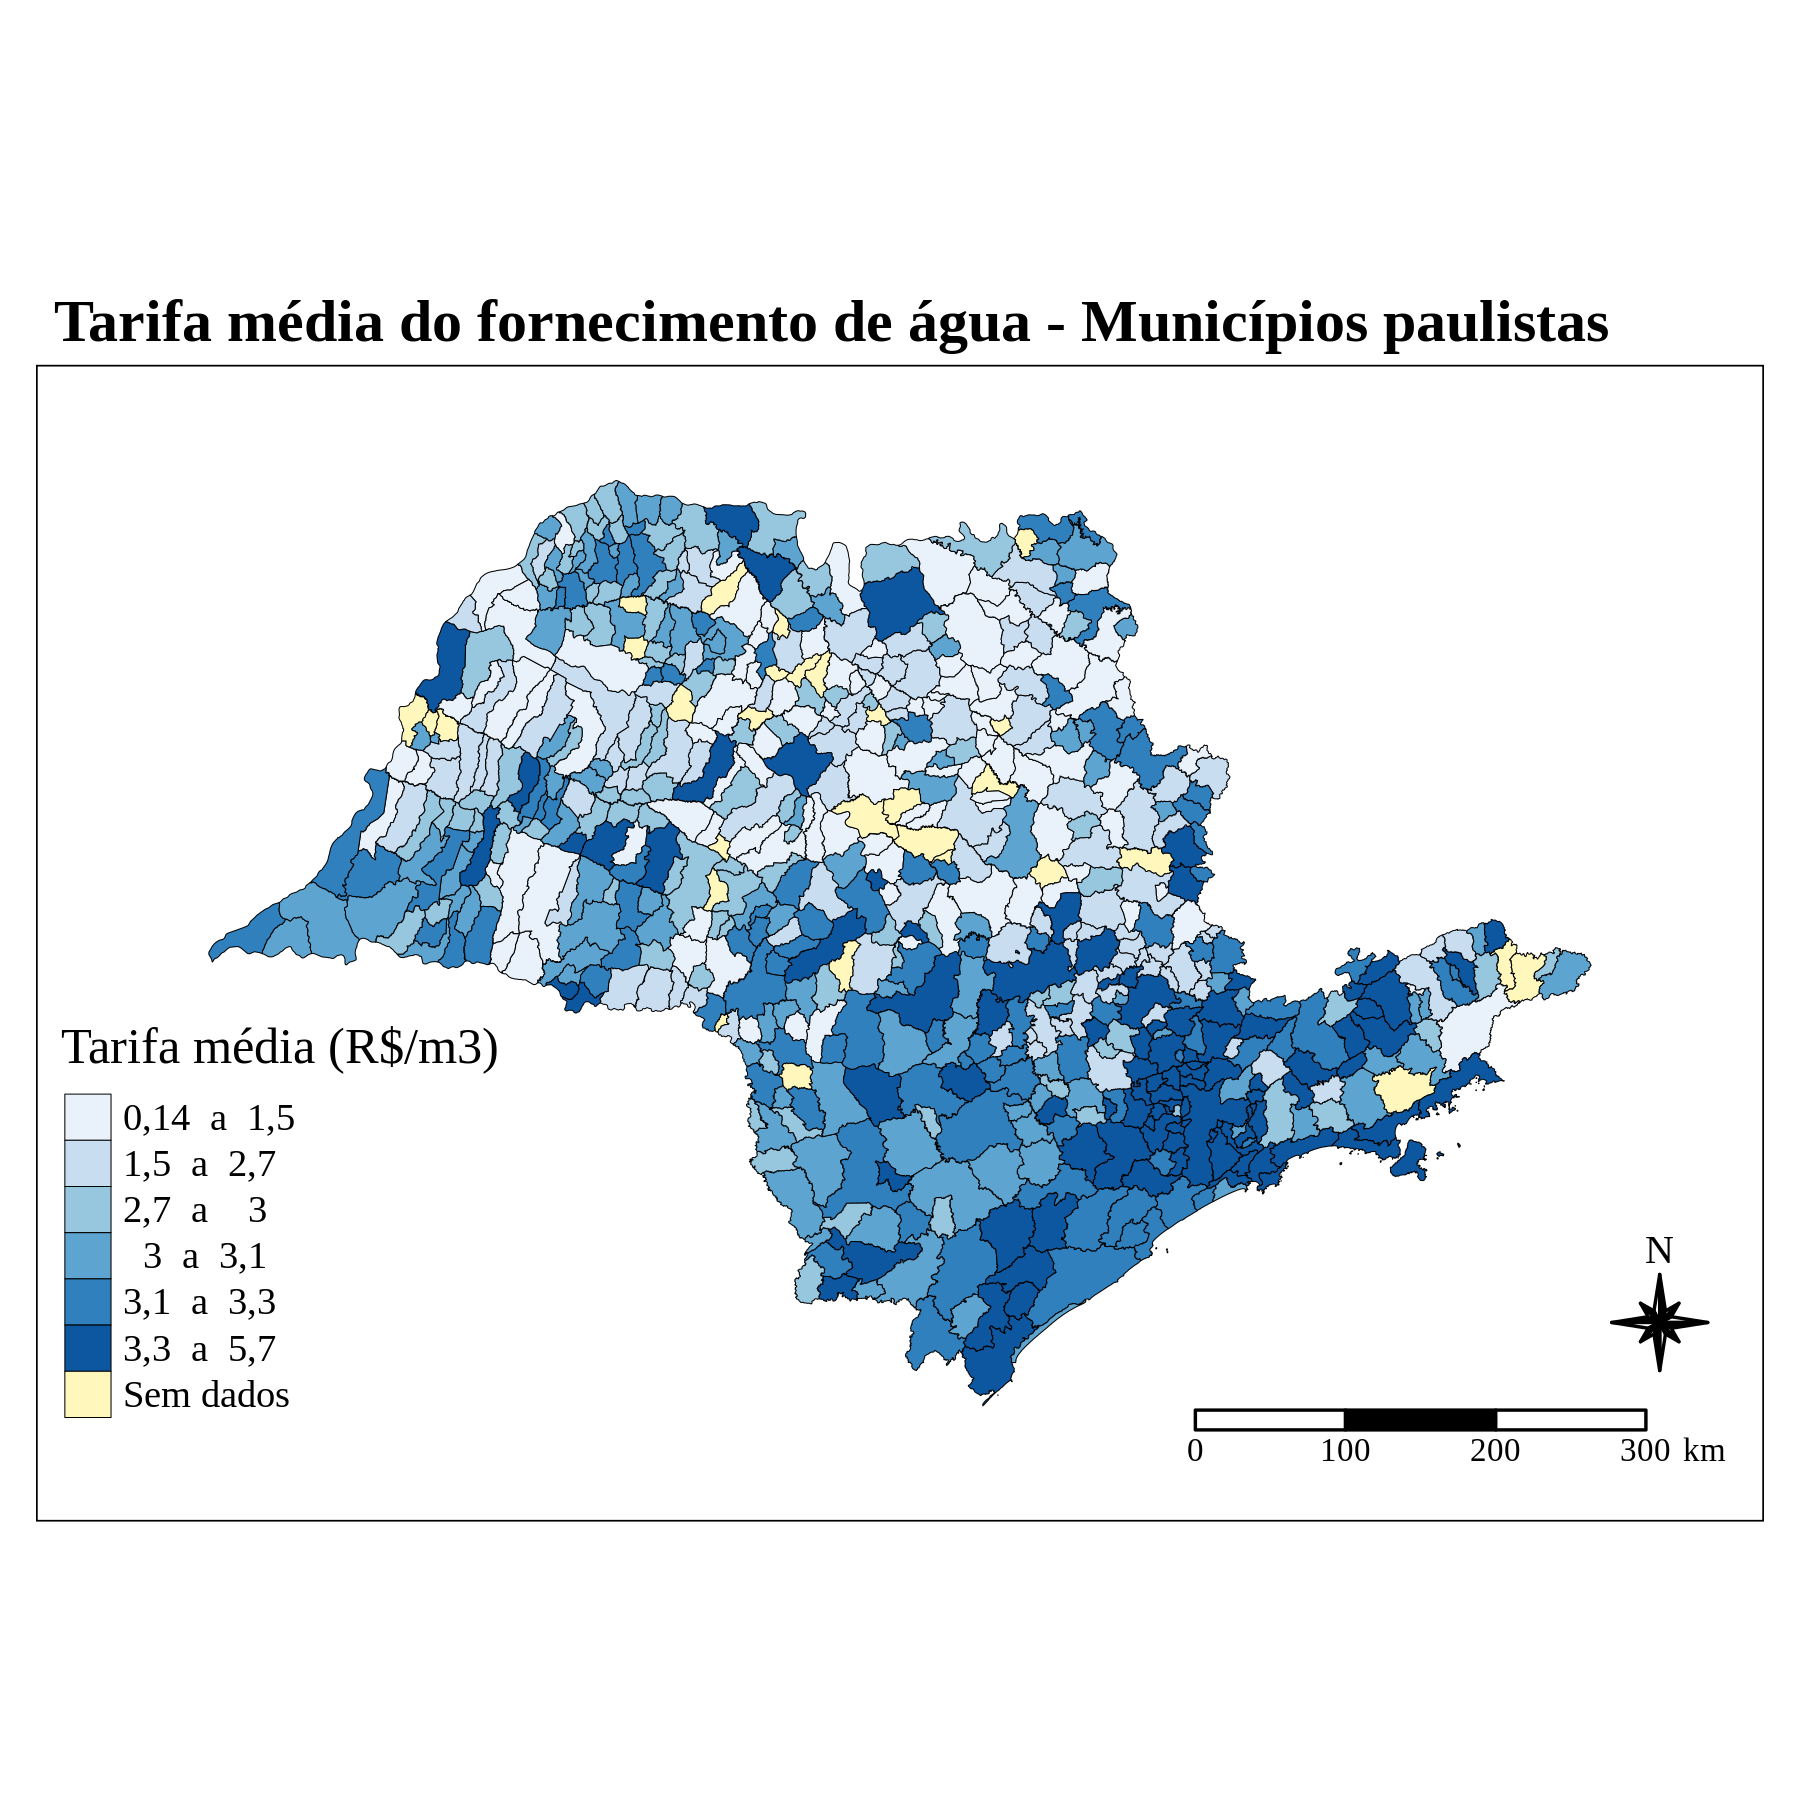 Tarifa média do fornecimento de água - Municípios paulistas
Tarifa média (R$/m3)
0,14 a 1,5
1,5 a 2,7
2,7 a 3
3 a 3,1
3,1 a 3,3
3,3 a 5,7
Sem dados
N
0 100 200 300 km